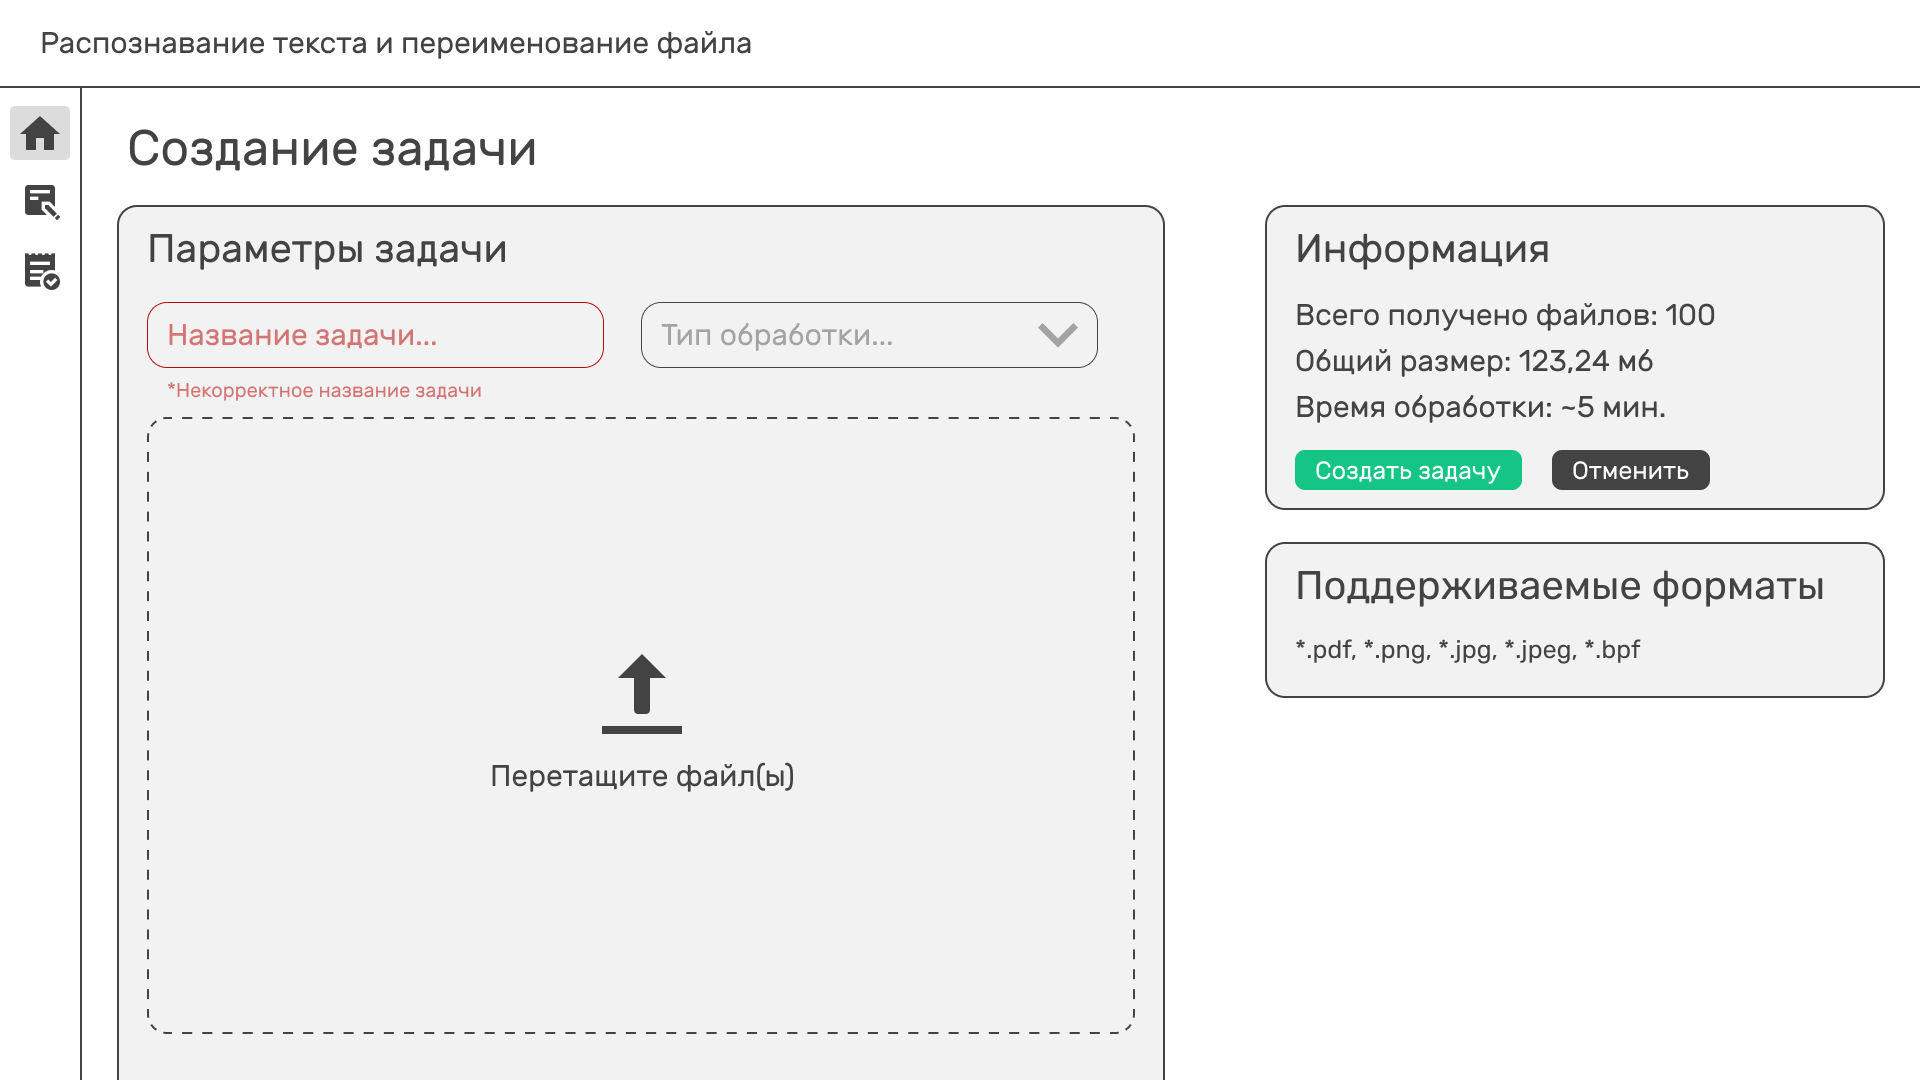 Распознавание текста и переименование файла
Создание задачи
Параметры задачи
Название задачи...
Тип обработки...
*Некорректное название задачи
Перетащите файл(ы)
Информация
Всего получено файлов: 100
Общий размер: 123,24 мб
Время обработки: ~5 мин.
Создать задачу
Отменить
Поддерживаемые форматы
*.pdf, *.png, *.jpg, *.jpeg, *.bpf